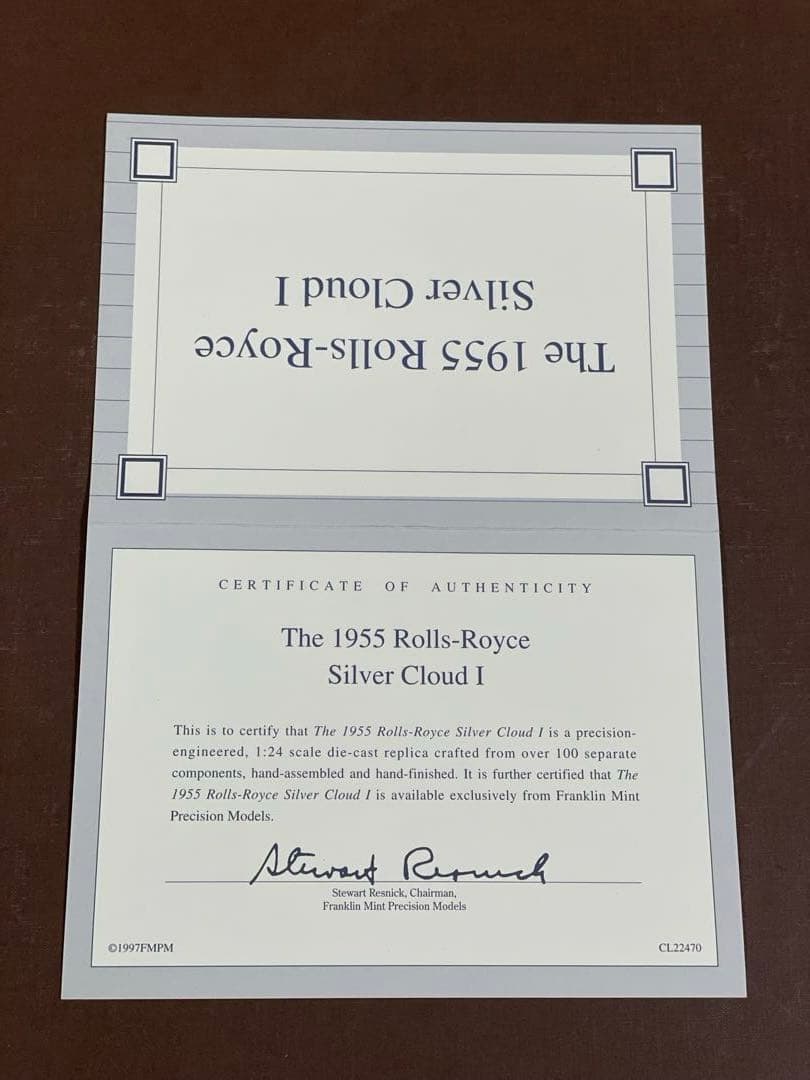 The 1955 Rolls-Royce
Silver Cloud I
CERTIFICATE OF AUTHENTICITY
The 1955 Rolls-Royce
Silver Cloud I
This is to certify that The 1955 Rolls-Royce Silver Cloud I is a precision-
engineered, 1:24 scale die-cast replica crafted from over 100 separate
components, hand-assembled and hand-finished. It is further certified that The
1955 Rolls-Royce Silver Cloud I is available exclusively from Franklin Mint
Precision Models.
Stewart Resnick
Stewart Resnick, Chairman,
Franklin Mint Precision Models
©1997FMPM
CL22470